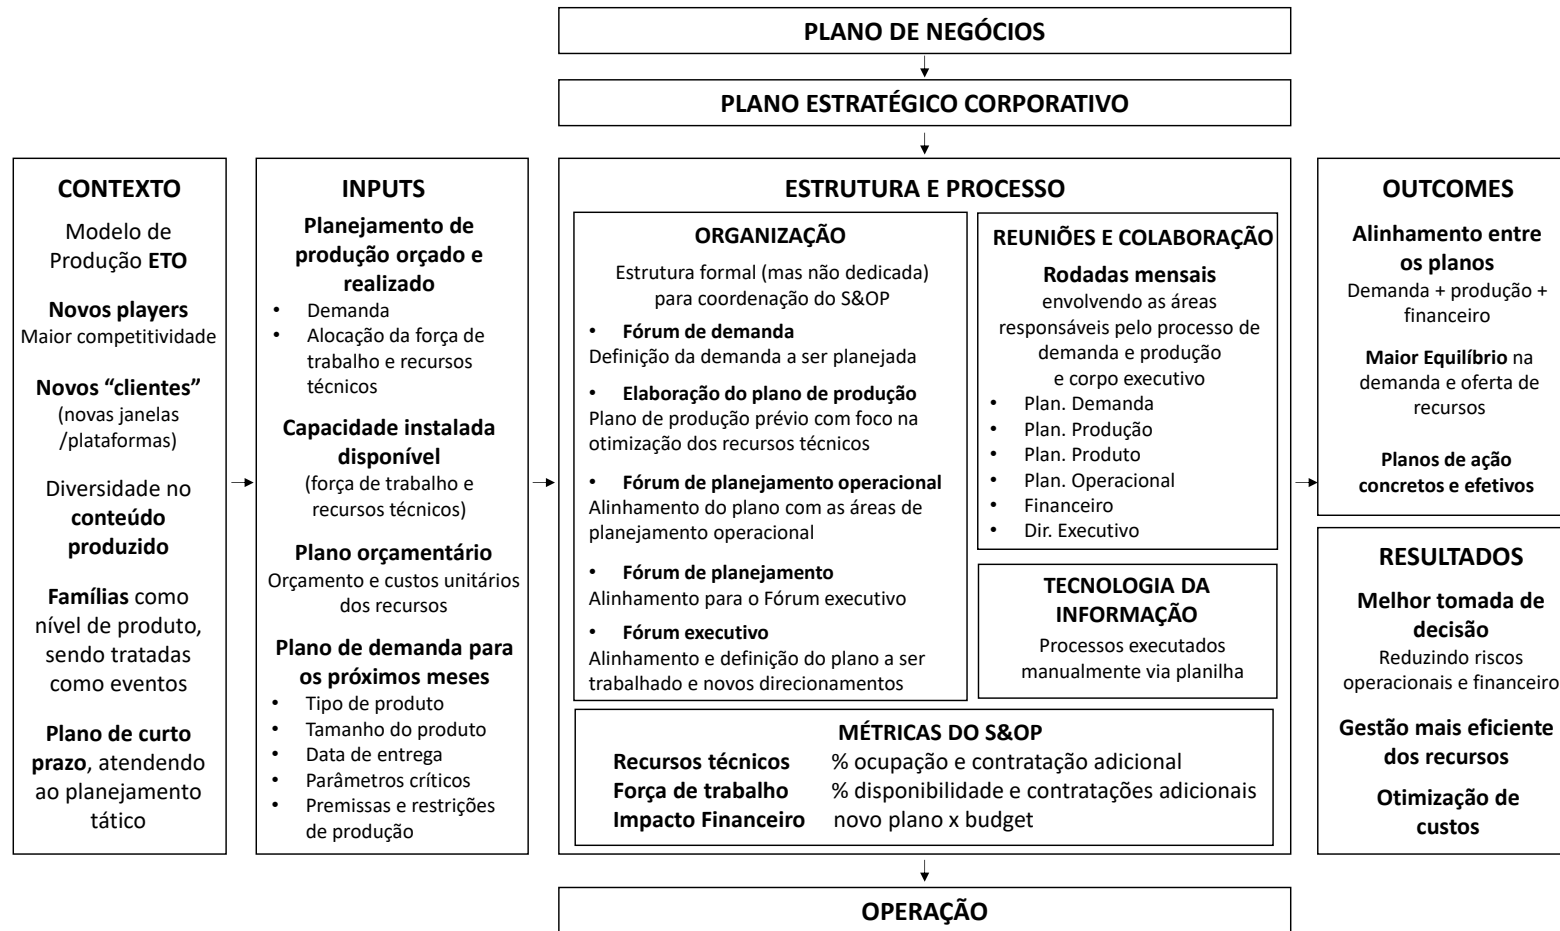 PLANO DE NEGÓCIOS
PLANO ESTRATÉGICO CORPORATIVO
CONTEXTO
Modelo de
Produção ETO
Novos players
Maior competitividade
Novos “clientes”
(novas janelas
/plataformas)
Diversidade no
conteúdo
produzido
Famílias como
nível de produto,
sendo tratadas
como eventos
Plano de curto
prazo, atendendo
ao planejamento
tático
INPUTS
Planejamento de
produção orçado e
realizado
• Demanda
• Alocação da força de
trabalho e recursos
técnicos
Capacidade instalada
disponível
(força de trabalho e
recursos técnicos)
Plano orçamentário
Orçamento e custos unitários
dos recursos
Plano de demanda para
os próximos meses
• Tipo de produto
• Tamanho do produto
• Data de entrega
• Parâmetros críticos
• Premissas e restrições
de produção
ESTRUTURA E PROCESSO
ORGANIZAÇÃO
Estrutura formal (mas não dedicada)
para coordenação do S&OP
• Fórum de demanda
Definição da demanda a ser planejada
• Elaboração do plano de produção
Plano de produção prévio com foco na
otimização dos recursos técnicos
• Fórum de planejamento operacional
Alinhamento do plano com as áreas de
planejamento operacional
• Fórum de planejamento
Alinhamento para o Fórum executivo
• Fórum executivo
Alinhamento e definição do plano a ser
trabalhado e novos direcionamentos
REUNIÕES E COLABORAÇÃO
Rodadas mensais
envolvendo as áreas
responsáveis pelo processo de
demanda e produção
e corpo executivo
• Plan. Demanda
• Plan. Produção
• Plan. Produto
• Plan. Operacional
• Financeiro
• Dir. Executivo
TECNOLOGIA DA
INFORMAÇÃO
Processos executados
manualmente via planilha
MÉTRICAS DO S&OP
Recursos técnicos % ocupação e contratação adicional
Força de trabalho % disponibilidade e contratações adicionais
Impacto Financeiro novo plano x budget
OUTCOMES
Alinhamento entre
os planos
Demanda + produção +
financeiro
Maior Equilíbrio na
demanda e oferta de
recursos
Planos de ação
concretos e efetivos
RESULTADOS
Melhor tomada de
decisão
Reduzindo riscos
operacionais e financeiro
Gestão mais eficiente
dos recursos
Otimização de
custos
OPERAÇÃO